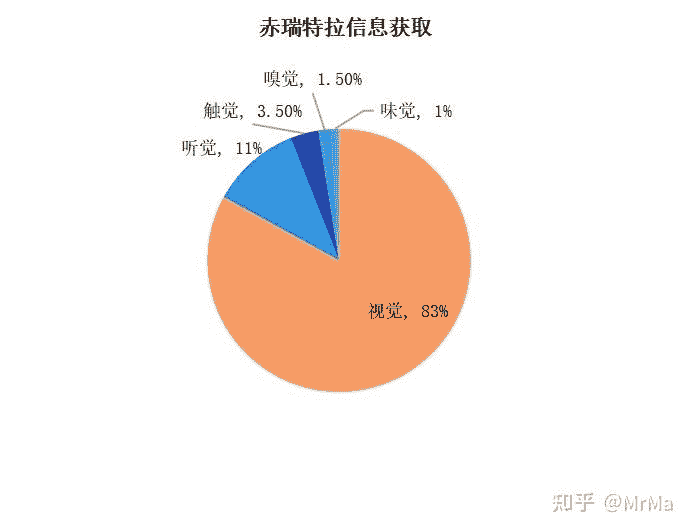 赤瑞特拉信息获取
嗅觉, 1.50%
触觉, 3.50%
味觉, 1%
听觉, 11%
视觉, 83%
知乎 @MrMa